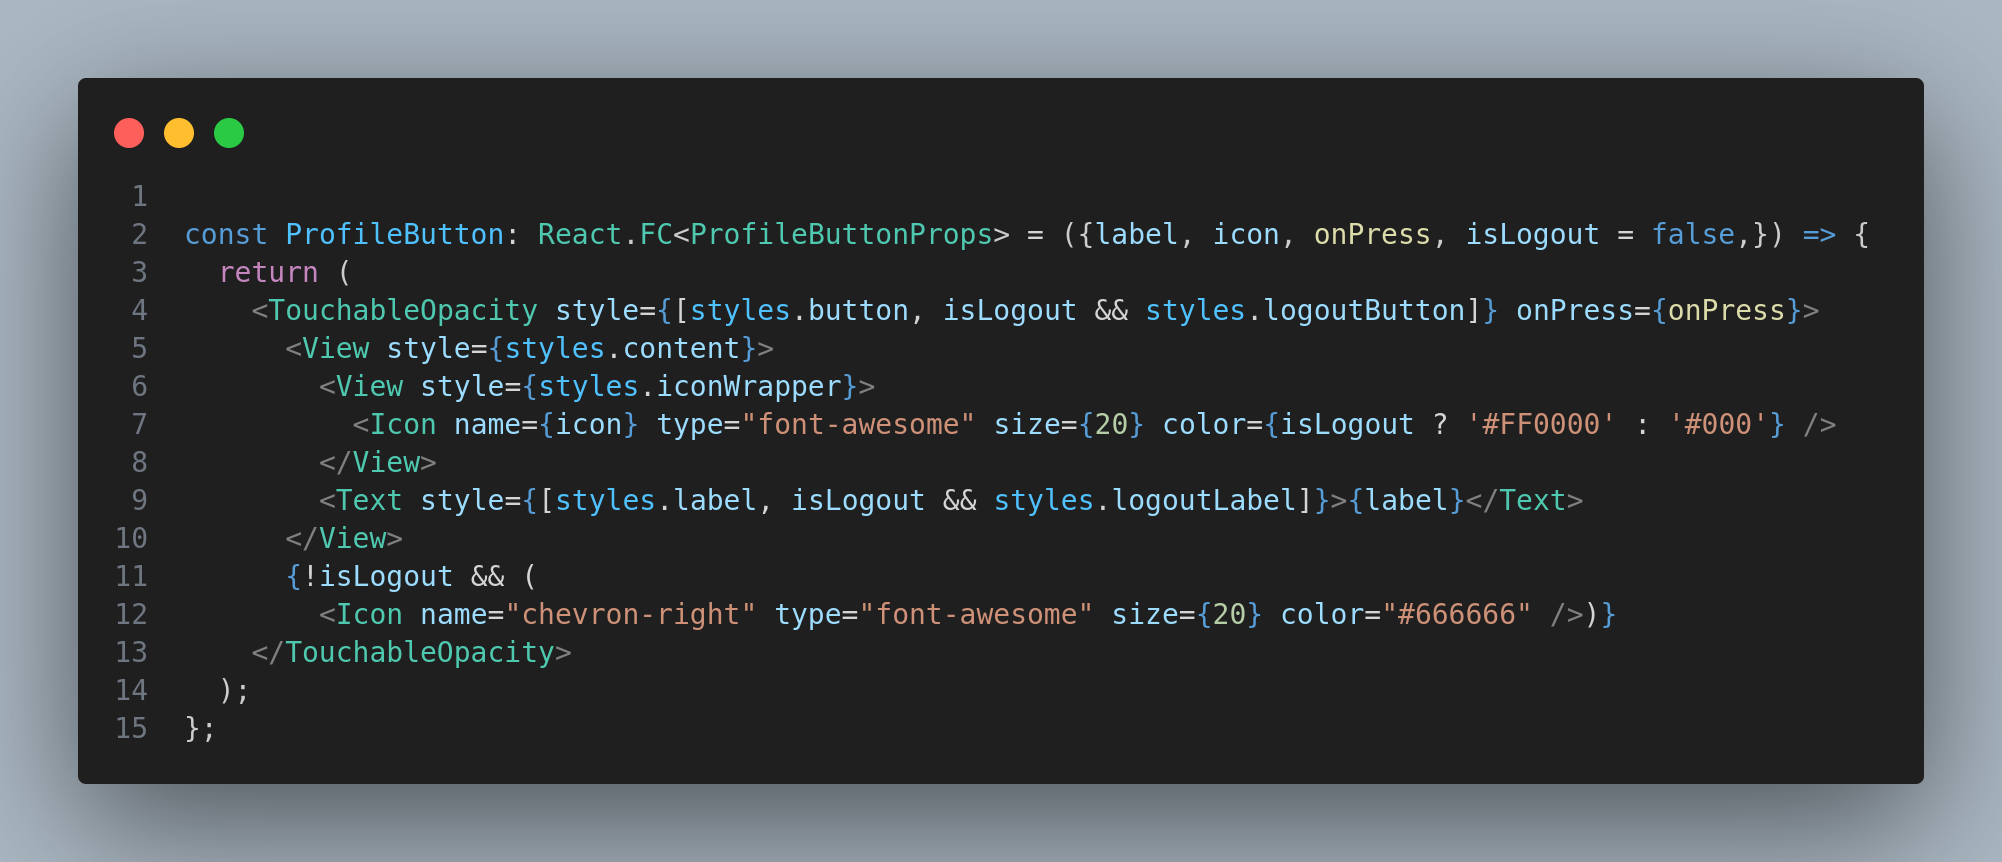 1
2 const ProfileButton: React.FC<ProfileButtonProps> = ({label, icon, onPress, isLogout = false,}) => {
3   return (
4     <TouchableOpacity style={[styles.button, isLogout && styles.logoutButton]} onPress={onPress}>
5       <View style={styles.content}>
6         <View style={styles.iconWrapper}>
7           <Icon name={icon} type="font-awesome" size={20} color={isLogout ? '#FF0000' : '#000'} />
8         </View>
9         <Text style={[styles.label, isLogout && styles.logoutLabel]}>{label}</Text>
10       </View>
11       {!isLogout && (
12         <Icon name="chevron-right" type="font-awesome" size={20} color="#666666" />)}
13     </TouchableOpacity>
14   );
15 };